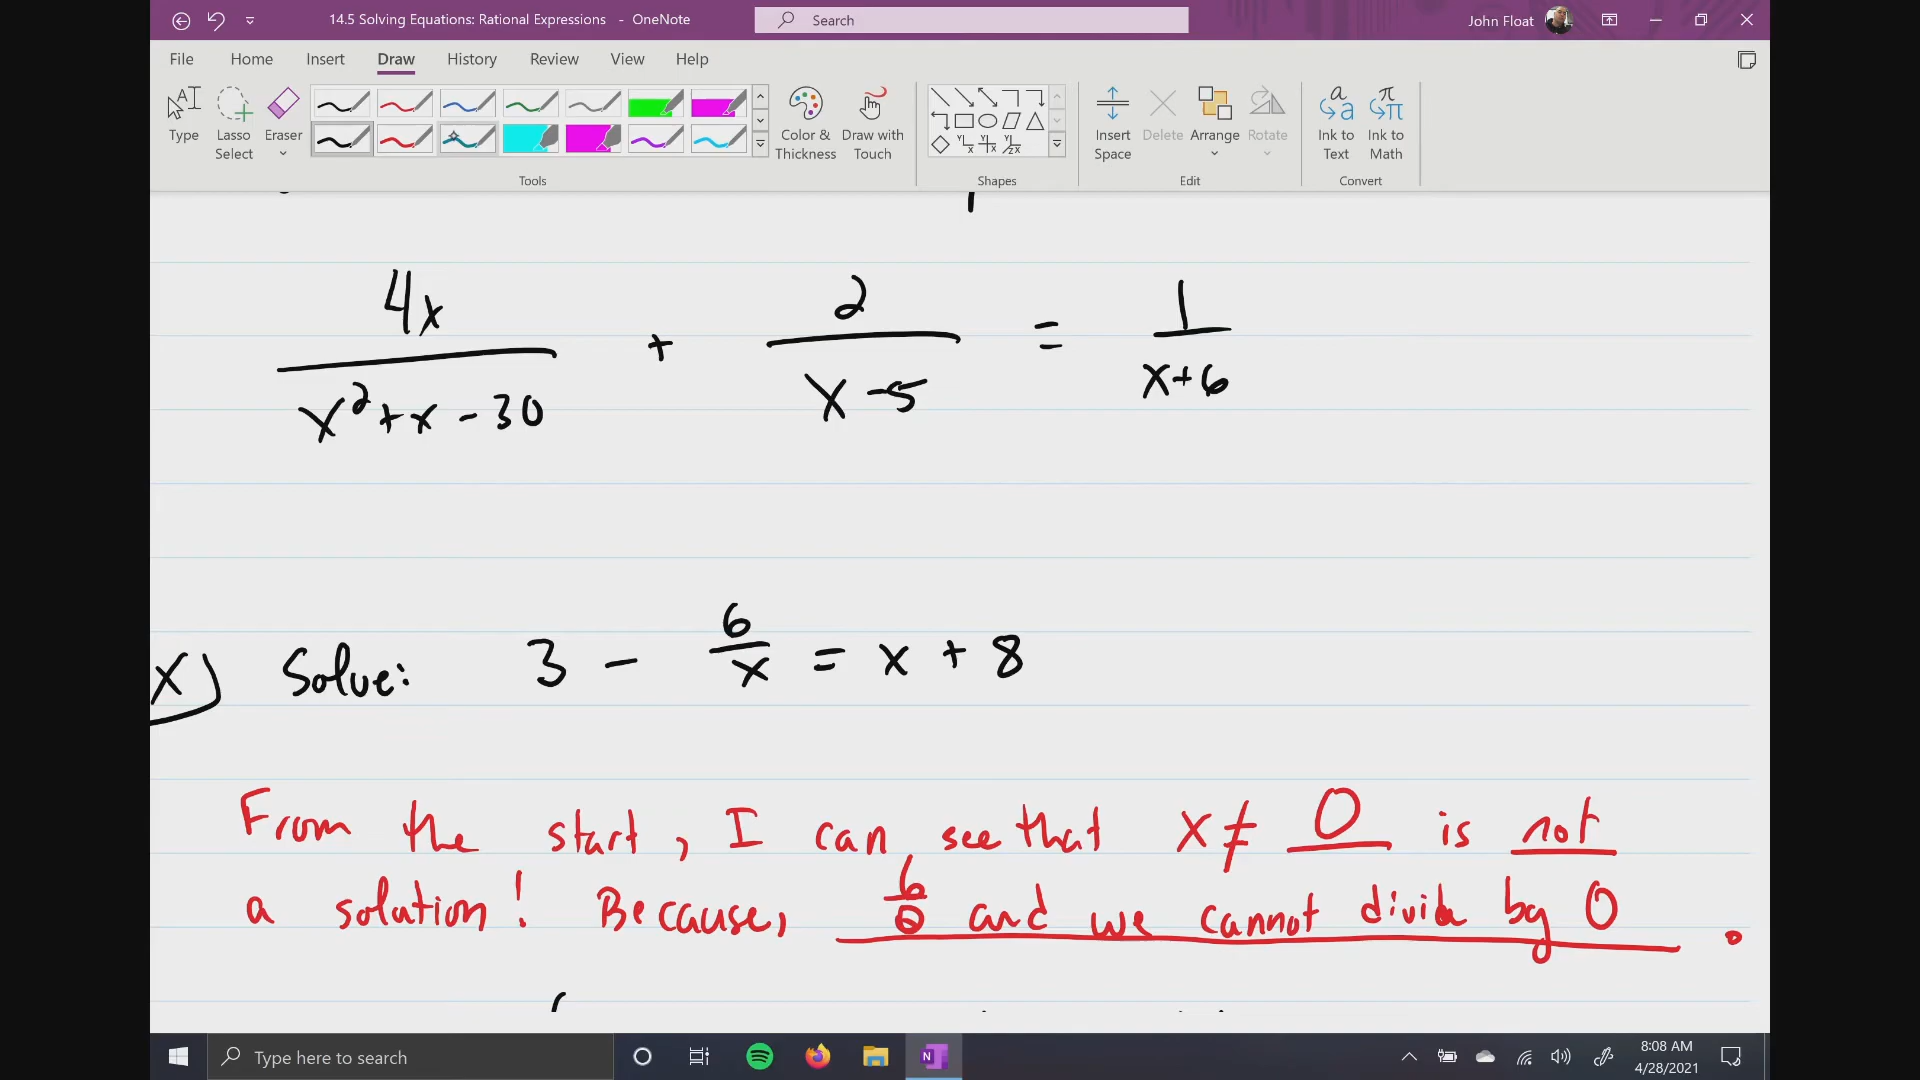 14.5 Solving Equations: Rational Expressions - OneNote
Search
John Float
File Home Insert Draw History Review View Help
Type
Lasso Select
Eraser
Color & Thickness
Draw with Touch
Insert Space
Delete
Arrange
Rotate
Ink to Text
Ink to Math
Tools Shapes Edit Convert
4x/(x² + x - 30) + 2/(x - 5) = 1/(x + 6)
X) Solve: 3 - 6/x = x + 8
From the start, I can see that x ≠ 0 is not
a solution! Because, 6/0 and we cannot divide by 0.
Type here to search
8:08 AM
4/28/2021